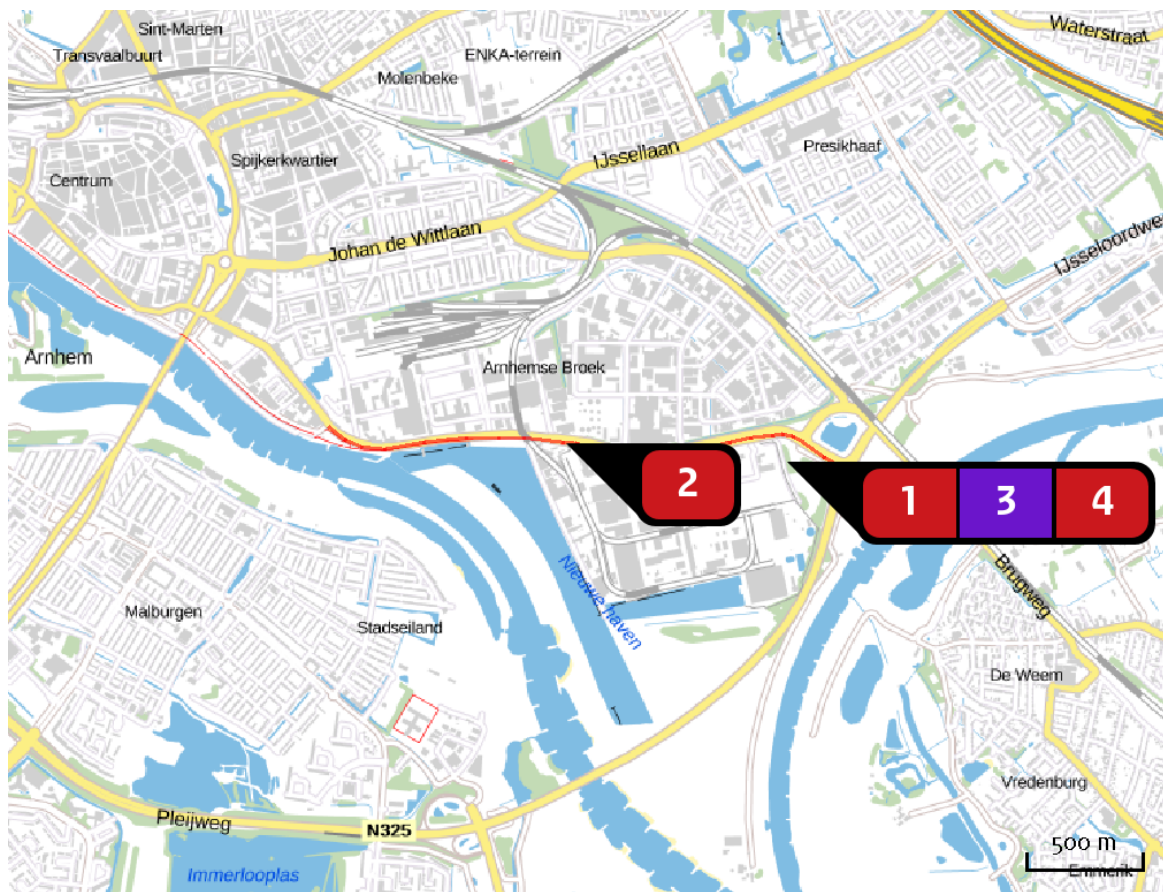 Sint-Marten
Waterstraat
Transvaalbuurt
ENKA-terrein
Molenbeke
IJssellaan
Presikhaaf
Spijkerkwartier
Centrum
Johan de Wittlaan
IJsseloordwe
Arnhem
Arnhemse Broek
2
1 3 4
Nieuwe haven
Brugweg
Malburgen
Stadseiland
De Weem
Vredenburg
Pleijweg
N325
500 m
Immerlooplas
Emmerik